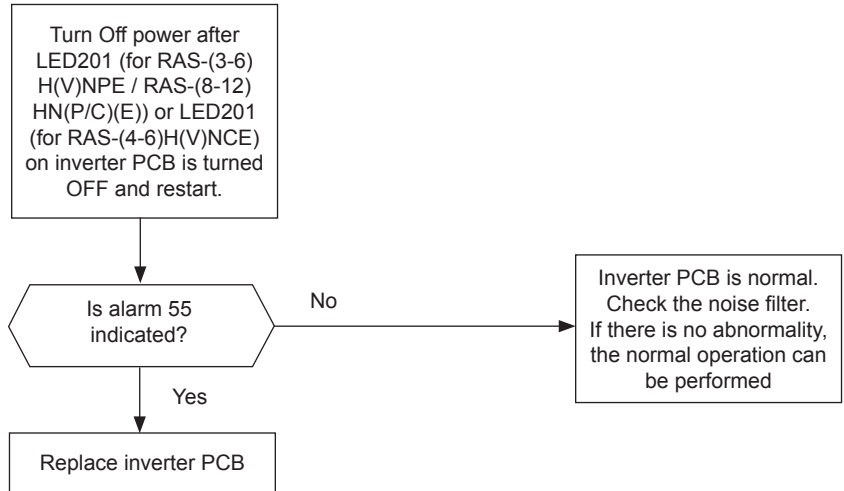 Turn Off power after
LED201 (for RAS-(3-6)
H(V)NPE / RAS-(8-12)
HN(P/C)(E)) or LED201
(for RAS-(4-6)H(V)NCE)
on inverter PCB is turned
OFF and restart.
Is alarm 55
indicated?
No
Inverter PCB is normal.
Check the noise filter.
If there is no abnormality,
the normal operation can
be performed
Yes
Replace inverter PCB